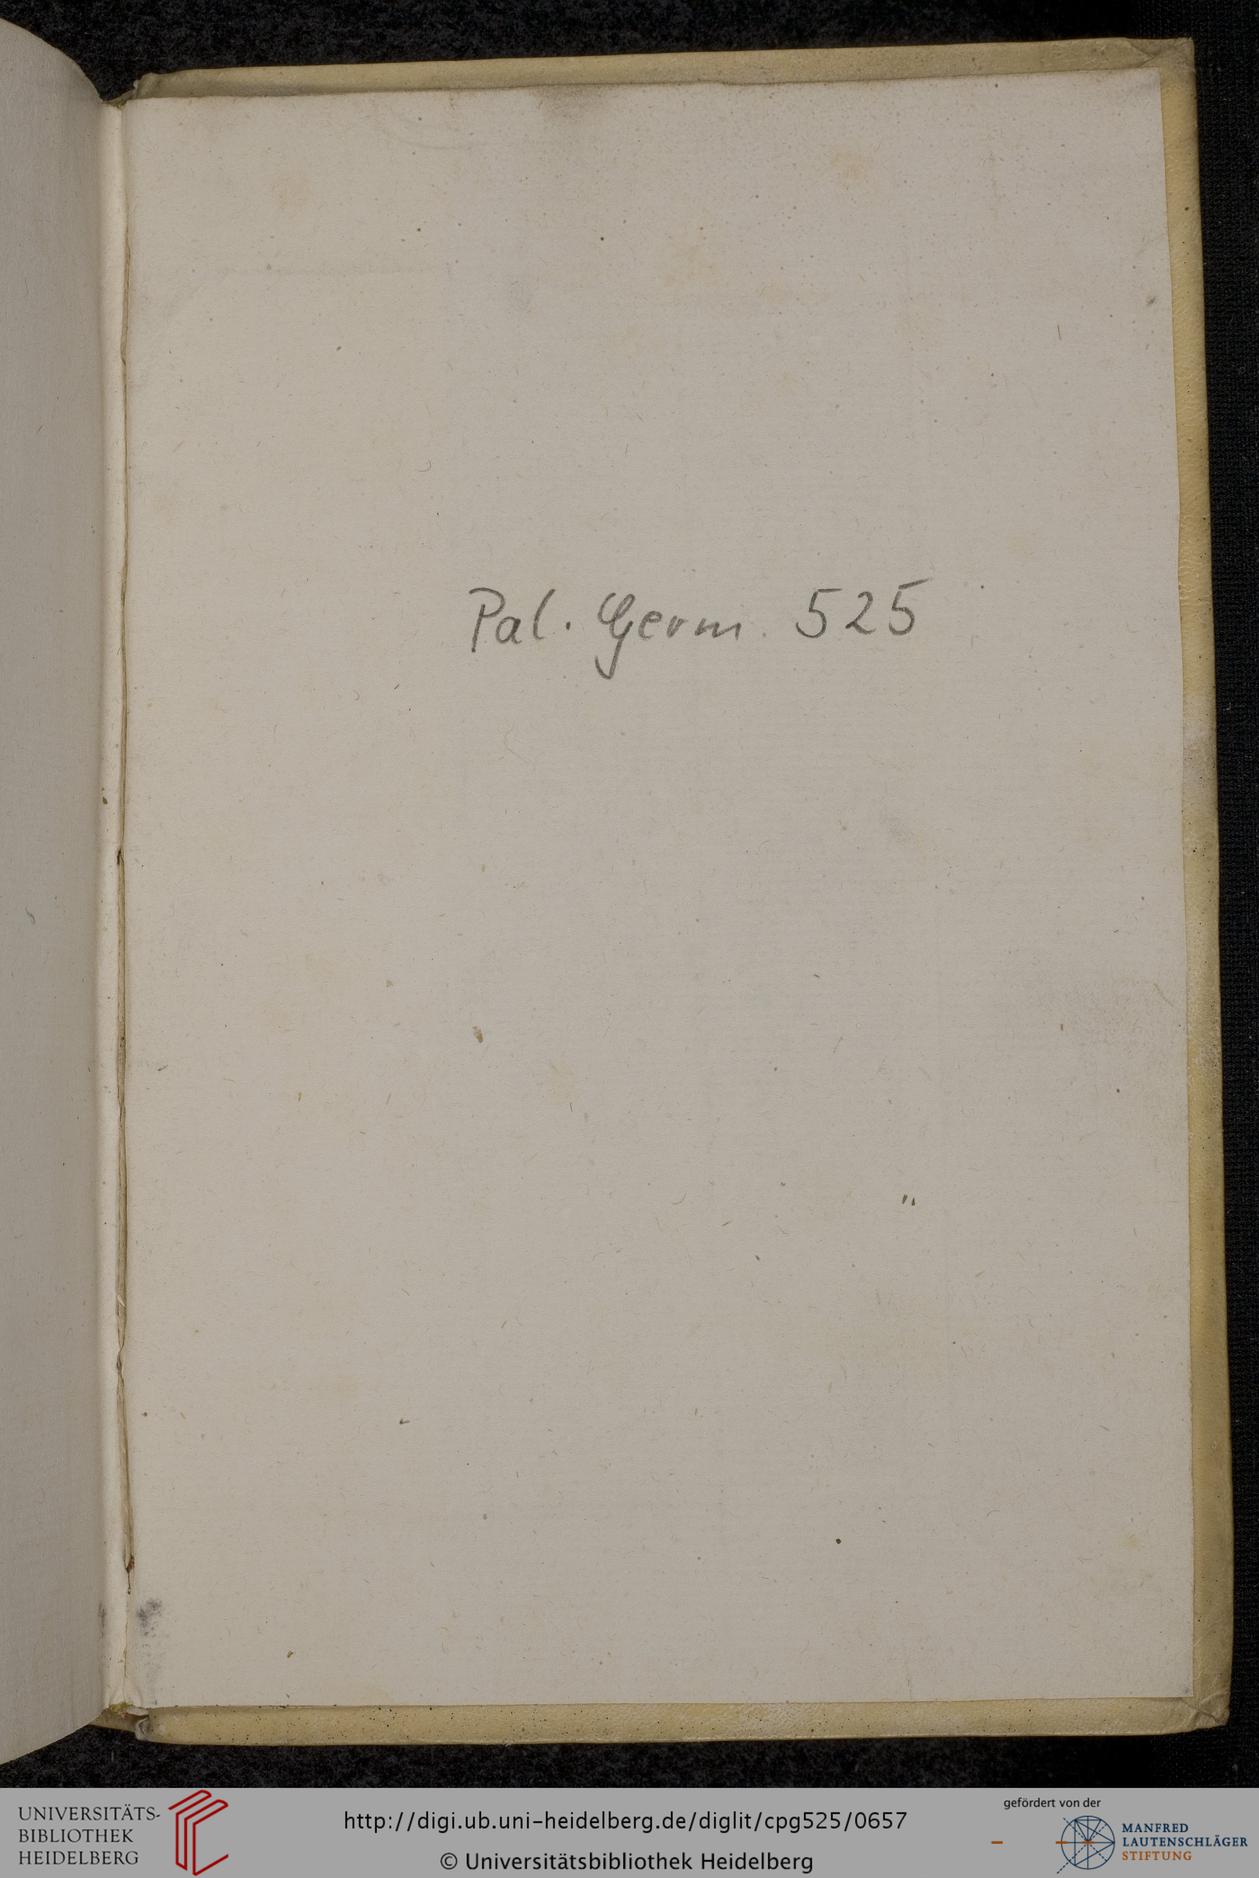 Pal. Germ. 525
UNIVERSITÄTS-
BIBLIOTHEK
HEIDELBERG
http://digi.ub.uni-heidelberg.de/diglit/cpg525/0657
© Universitätsbibliothek Heidelberg
gefördert von der
MANFRED
LAUTENSCHLÄGER
STIFTUNG